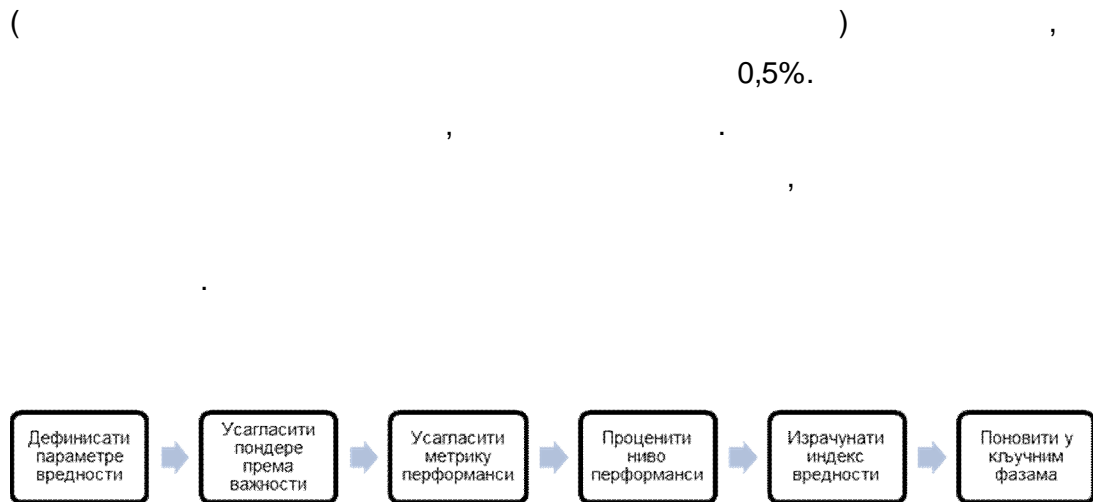 ( ) ,
0,5%.
, .
,
.
Дефинисати
параметре
вредности
Усагласити
пондере
према
важности
Усагласити
метрику
перформанси
Проценити
ниво
перформанси
Израчунати
индекс
вредности
Поновити у
кључним
фазама